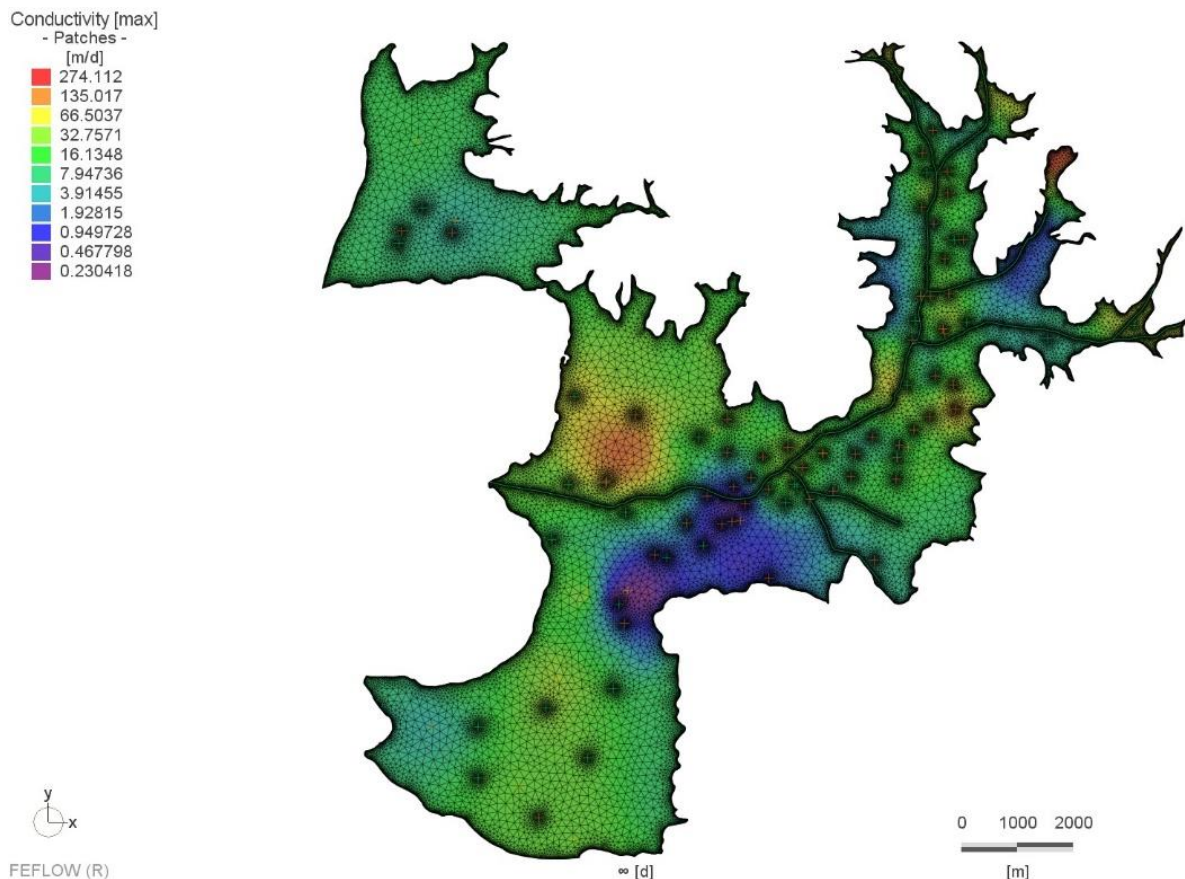 Conductivity [max]
- Patches -
[m/d]
274.112
135.017
66.5037
32.7571
16.1348
7.94736
3.91455
1.92815
0.949728
0.467798
0.230418
y
x
FEFLOW (R)
∞ [d]
0 1000 2000
[m]